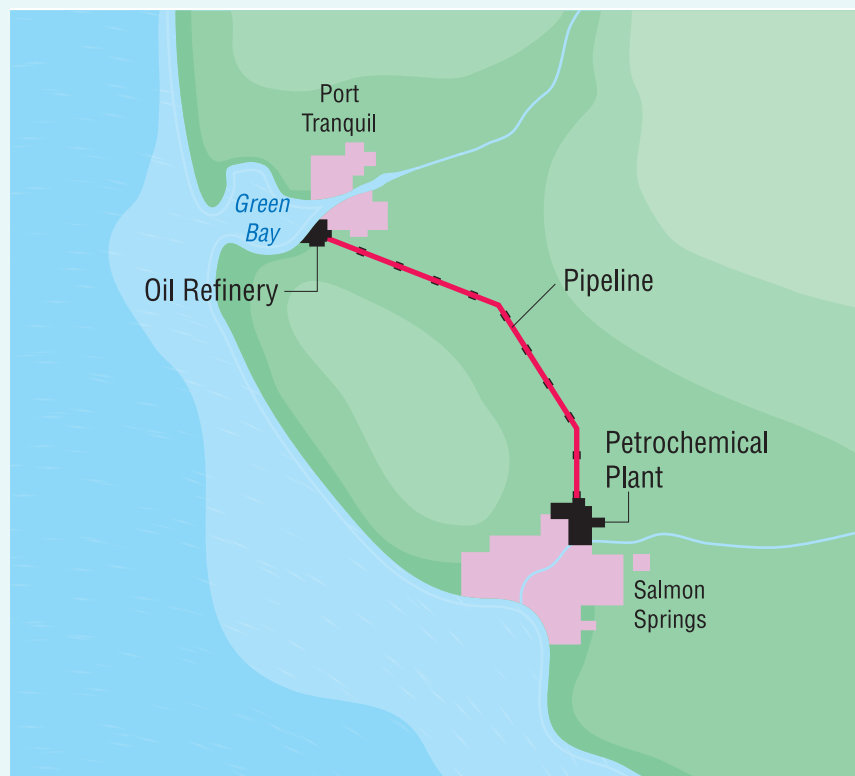 Port
Tranquil
Green
Bay
Oil Refinery
Pipeline
Petrochemical
Plant
Salmon
Springs